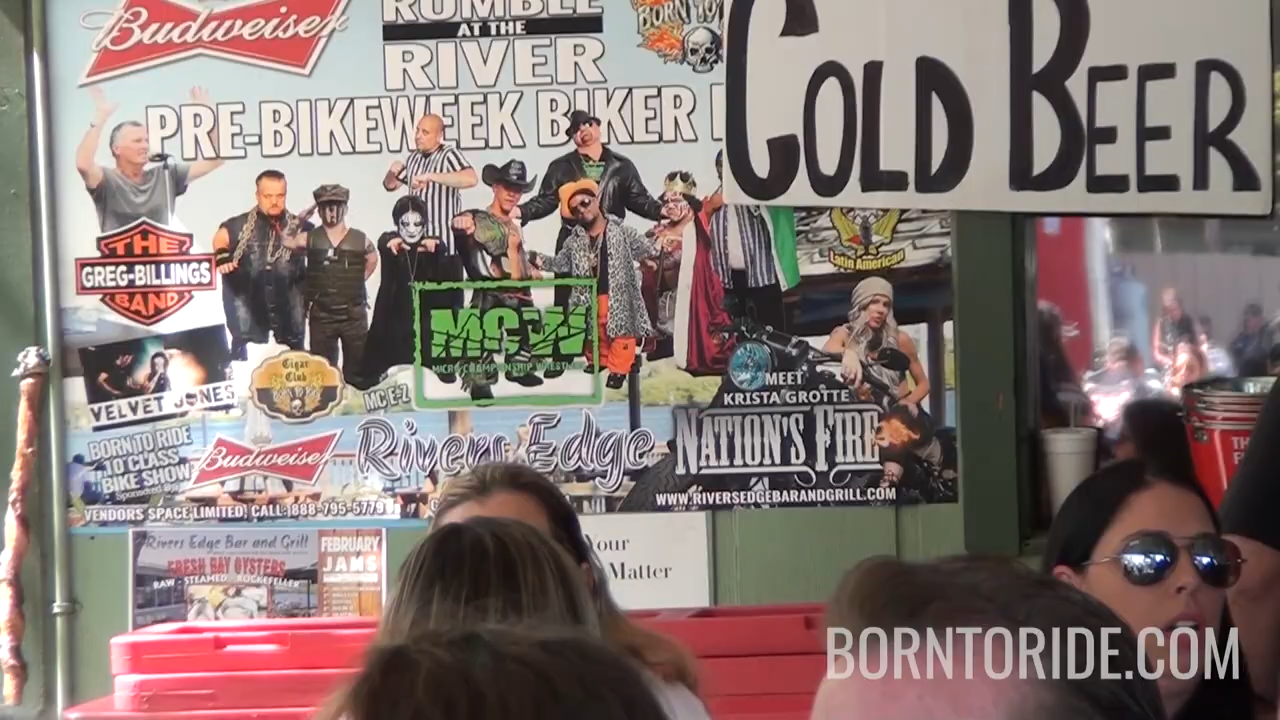 Budweiser
RUMBLE
AT THE
RIVER
BORN TO
PRE-BIKEWEEK BIKER
COLD BEER
THE
GREG-BILLINGS
BAND
Latin American
MCW
MICRO CHAMPIONSHIP WRESTLING
Cigar
Club
MC E-Z
VELVET JONES
MEET
KRISTA GROTTE
NATION'S FIRE
BORN TO RIDE
10 CLASS
BIKE SHOW
Sponsored
Budweiser
Rivers Edge
WWW.RIVERSEDGEBARANDGRILL.COM
VENDORS SPACE LIMITED, CALL: 888-795-5779
Rivers Edge Bar and Grill
FRESH BAY OYSTERS
RAW - STEAMED - ROCKEFELLER
FEBRUARY
JAMS
Your
Matter
TH
BORNTORIDE.COM